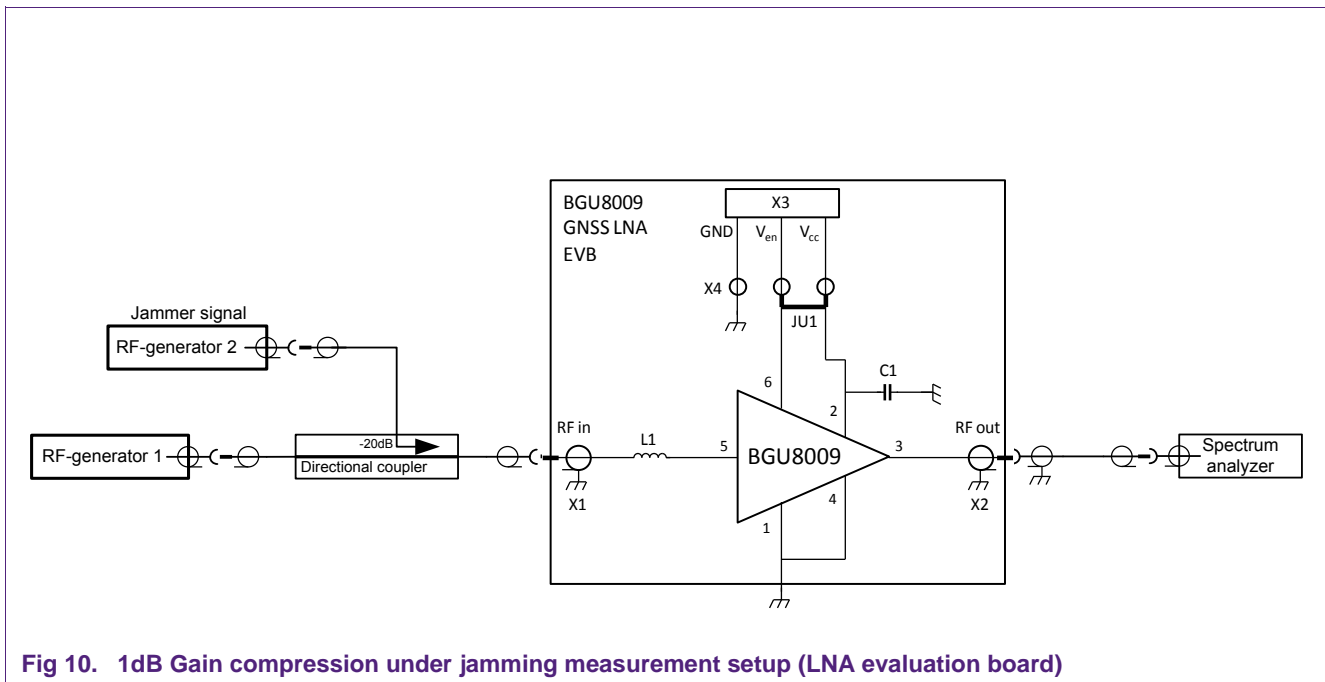 BGU8009
GNSS LNA
EVB
X3
GND
Ven
Vcc
X4
JU1
C1
Jammer signal
RF-generator 2
6
2
RF in
L1
RF out
-20dB
RF-generator 1
Directional coupler
5
BGU8009
3
Spectrum
analyzer
X1
4
X2
1
Fig 10. 1dB Gain compression under jamming measurement setup (LNA evaluation board)